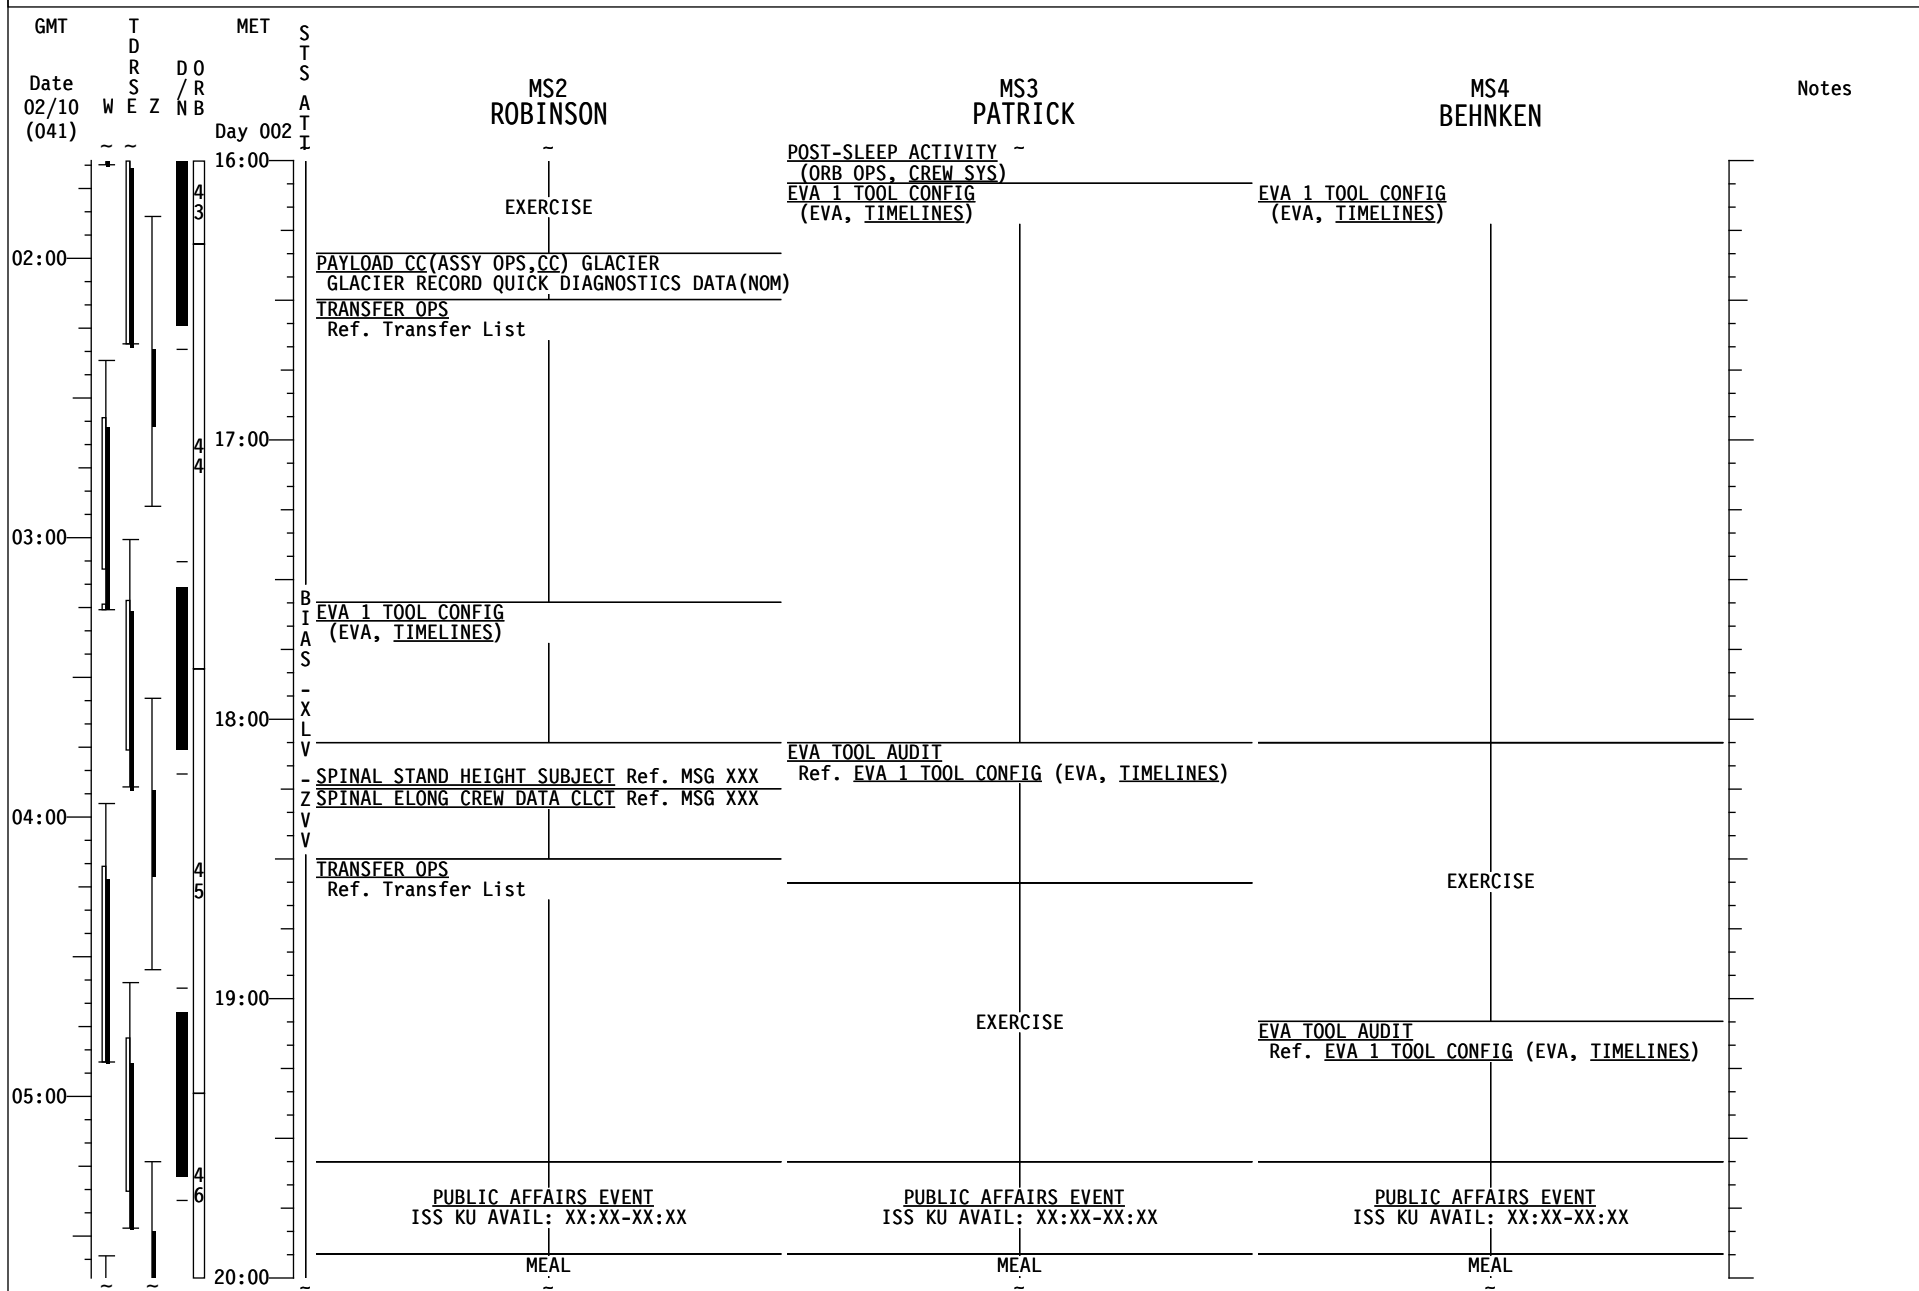 GMT
TDRS
MET
STS ATT
Date
02/10
(041)
W E Z
D/N
ORB
Day 002
MS2
ROBINSON
MS3
PATRICK
MS4
BEHNKEN
Notes
~ ~ ~ ~ ~
16:00
43
EXERCISE
POST-SLEEP ACTIVITY
(ORB OPS, CREW SYS)
EVA 1 TOOL CONFIG
(EVA, TIMELINES)
EVA 1 TOOL CONFIG
(EVA, TIMELINES)
02:00
PAYLOAD CC(ASSY OPS,CC) GLACIER
GLACIER RECORD QUICK DIAGNOSTICS DATA(NOM)
TRANSFER OPS
Ref. Transfer List
17:00
44
03:00
BIAS -XLV -ZVV
EVA 1 TOOL CONFIG
(EVA, TIMELINES)
18:00
EVA TOOL AUDIT
Ref. EVA 1 TOOL CONFIG (EVA, TIMELINES)
SPINAL STAND HEIGHT SUBJECT Ref. MSG XXX
SPINAL ELONG CREW DATA CLCT Ref. MSG XXX
04:00
45
TRANSFER OPS
Ref. Transfer List
EXERCISE
19:00
EXERCISE
EVA TOOL AUDIT
Ref. EVA 1 TOOL CONFIG (EVA, TIMELINES)
05:00
46
PUBLIC AFFAIRS EVENT
ISS KU AVAIL: XX:XX-XX:XX
PUBLIC AFFAIRS EVENT
ISS KU AVAIL: XX:XX-XX:XX
PUBLIC AFFAIRS EVENT
ISS KU AVAIL: XX:XX-XX:XX
MEAL
MEAL
MEAL
20:00
~ ~ ~ ~ ~ ~